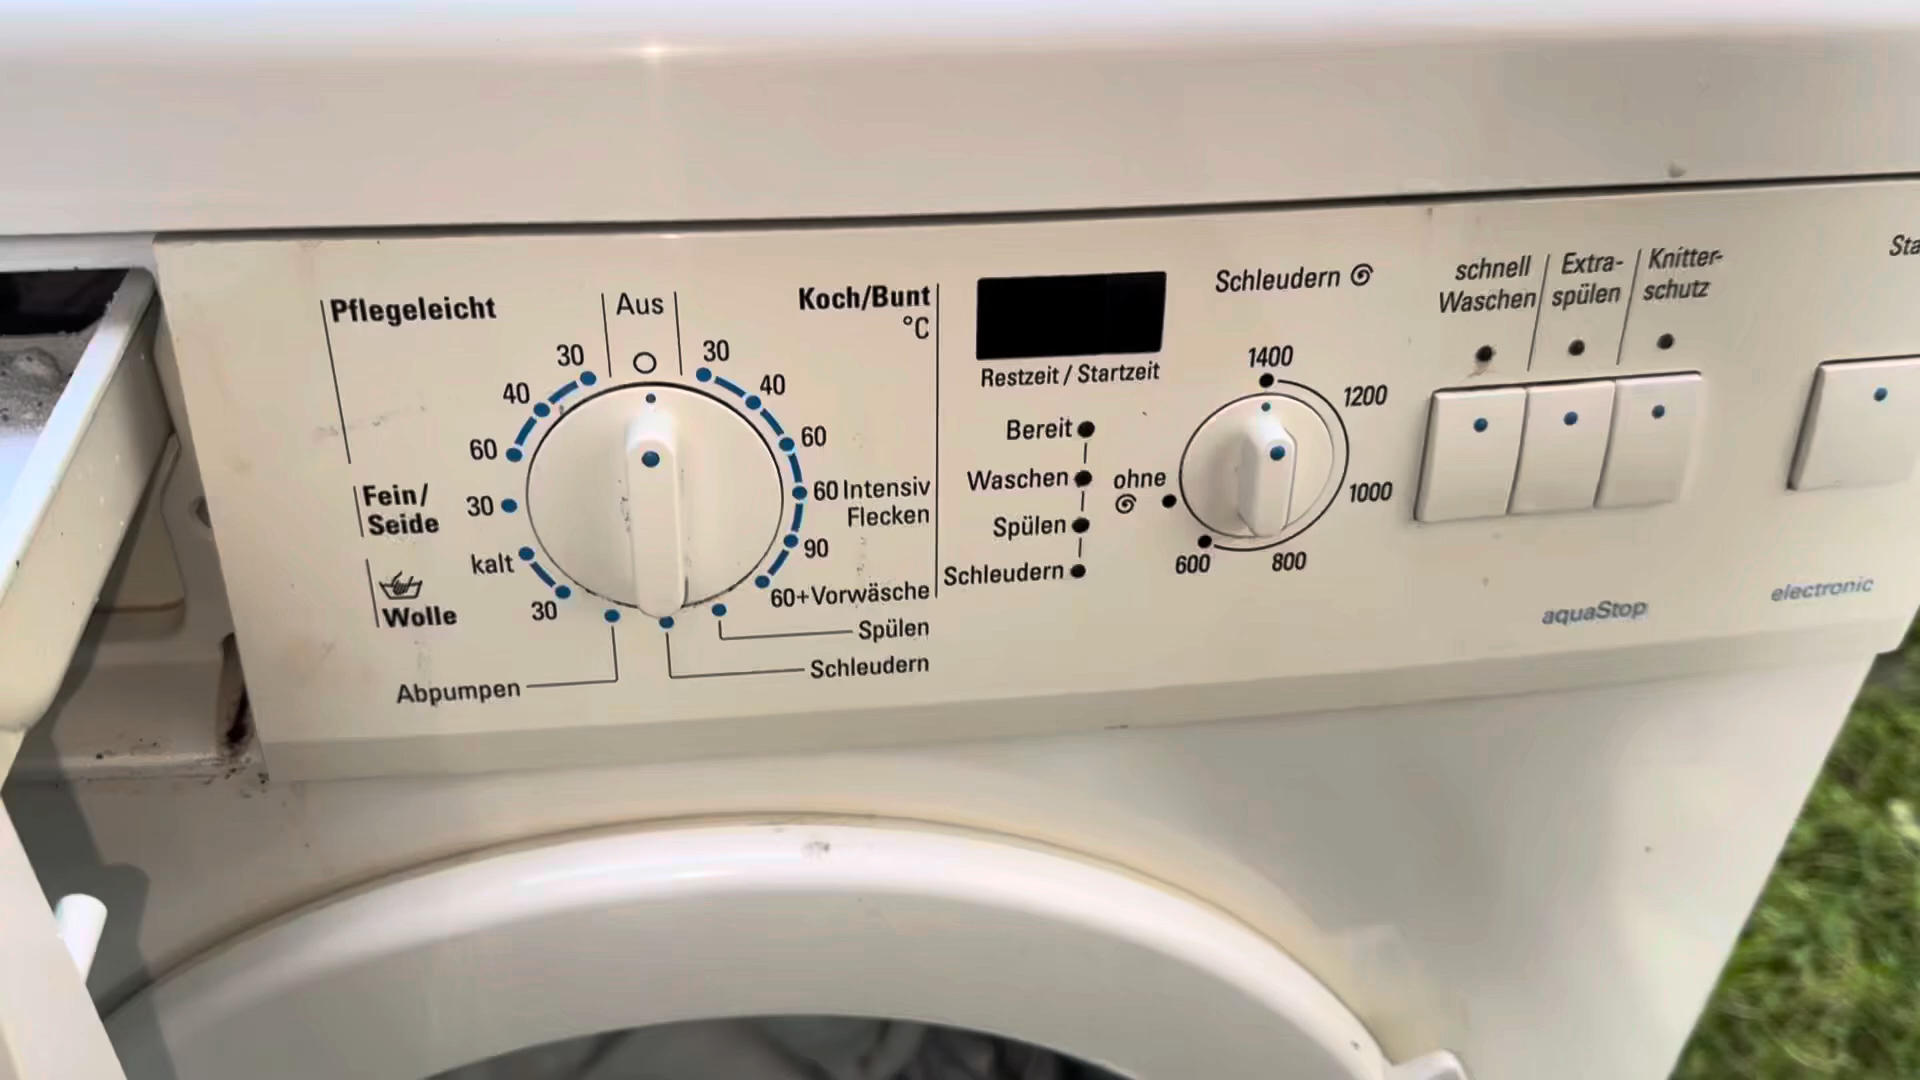 Pflegeleicht
Aus
Koch/Bunt
°C
30
40
60
30
40
60
60 Intensiv
Flecken
90
60+Vorwäsche
Fein/
Seide
30
kalt
Wolle
30
Spülen
Schleudern
Abpumpen
Restzeit / Startzeit
Bereit
Waschen
Spülen
Schleudern
Schleudern
1400
1200
1000
800
600
ohne
schnell
Waschen
Extra-
spülen
Knitter-
schutz
Sta
aquaStop
electronic